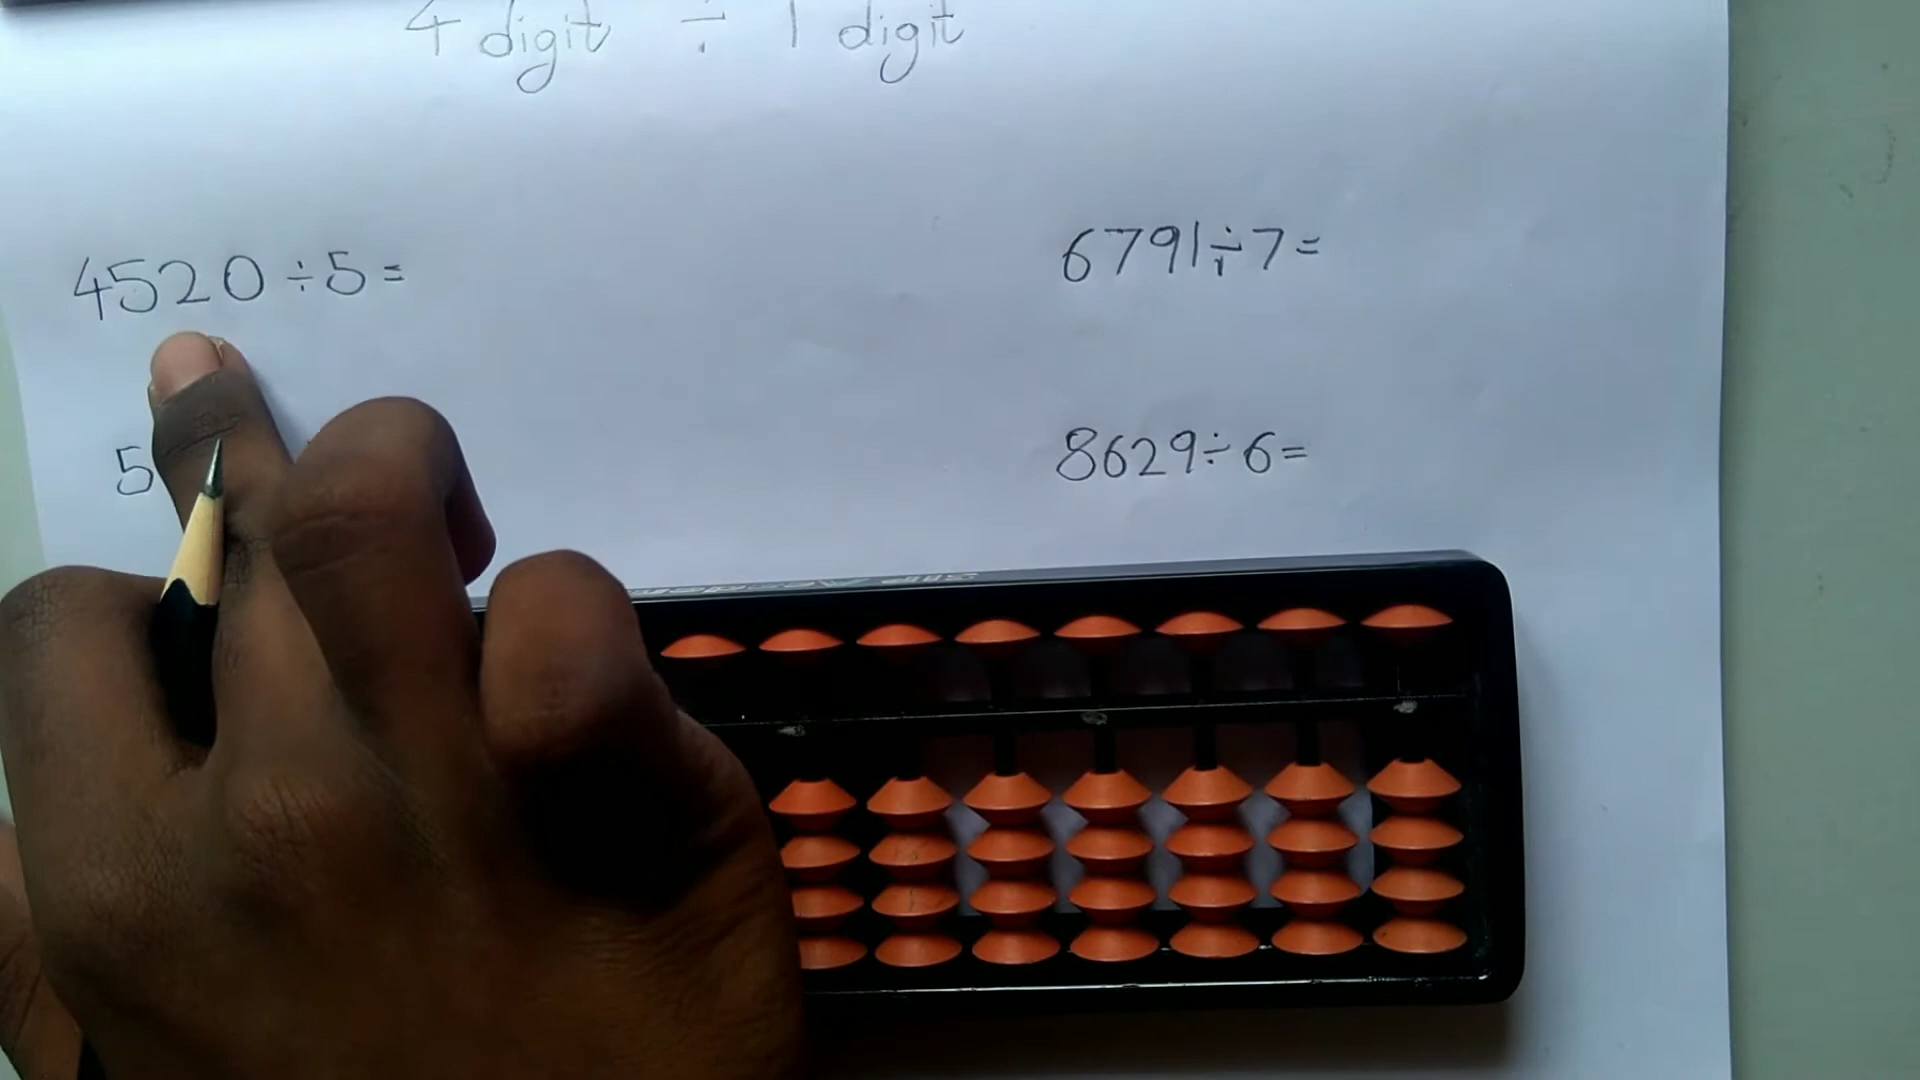 4 digit ÷ 1 digit
4520÷5=
6791÷7=
5
8629÷6=